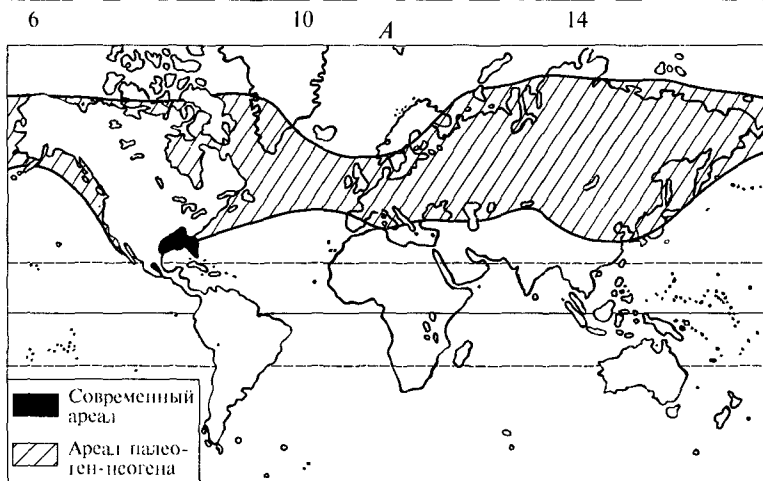 6 10 14
А
Современный
ареал
Ареал палео-
ген-неогена